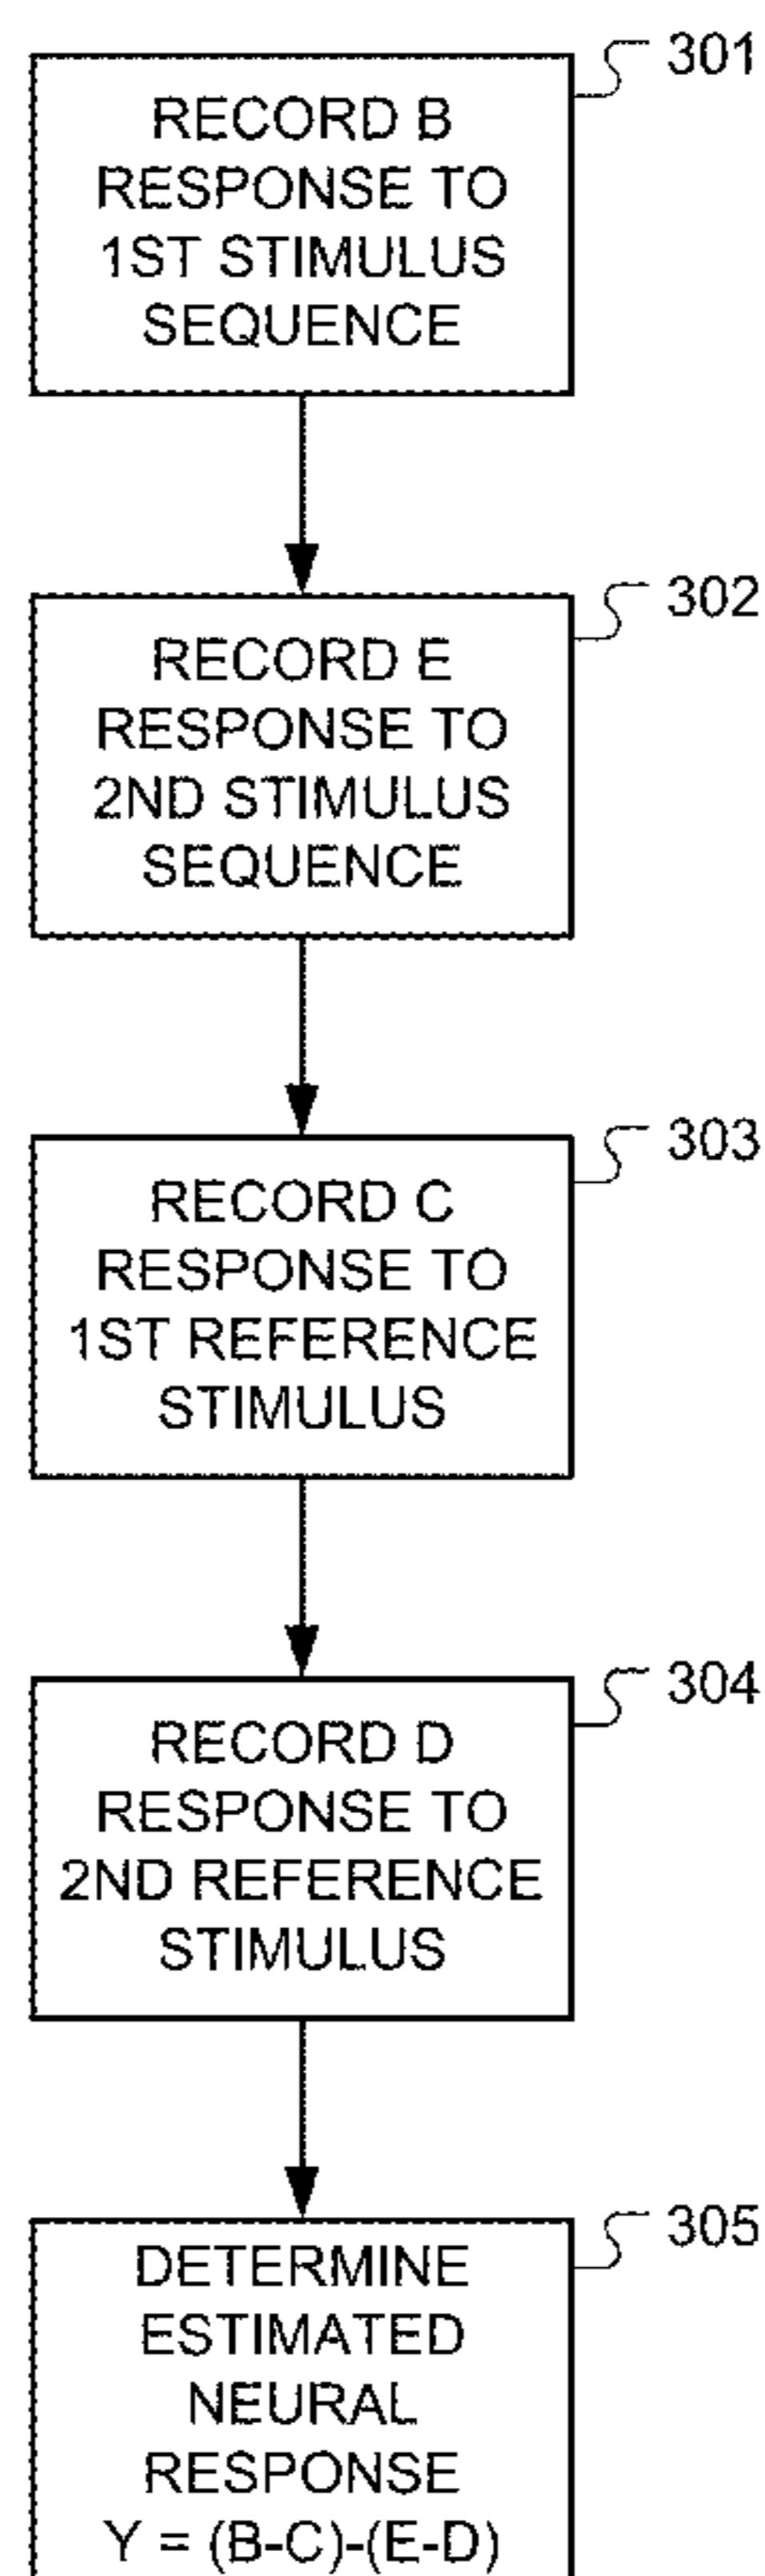 301
RECORD B
RESPONSE TO
1ST STIMULUS
SEQUENCE
302
RECORD E
RESPONSE TO
2ND STIMULUS
SEQUENCE
303
RECORD C
RESPONSE TO
1ST REFERENCE
STIMULUS
304
RECORD D
RESPONSE TO
2ND REFERENCE
STIMULUS
305
DETERMINE
ESTIMATED
NEURAL
RESPONSE
Y = (B-C)-(E-D)